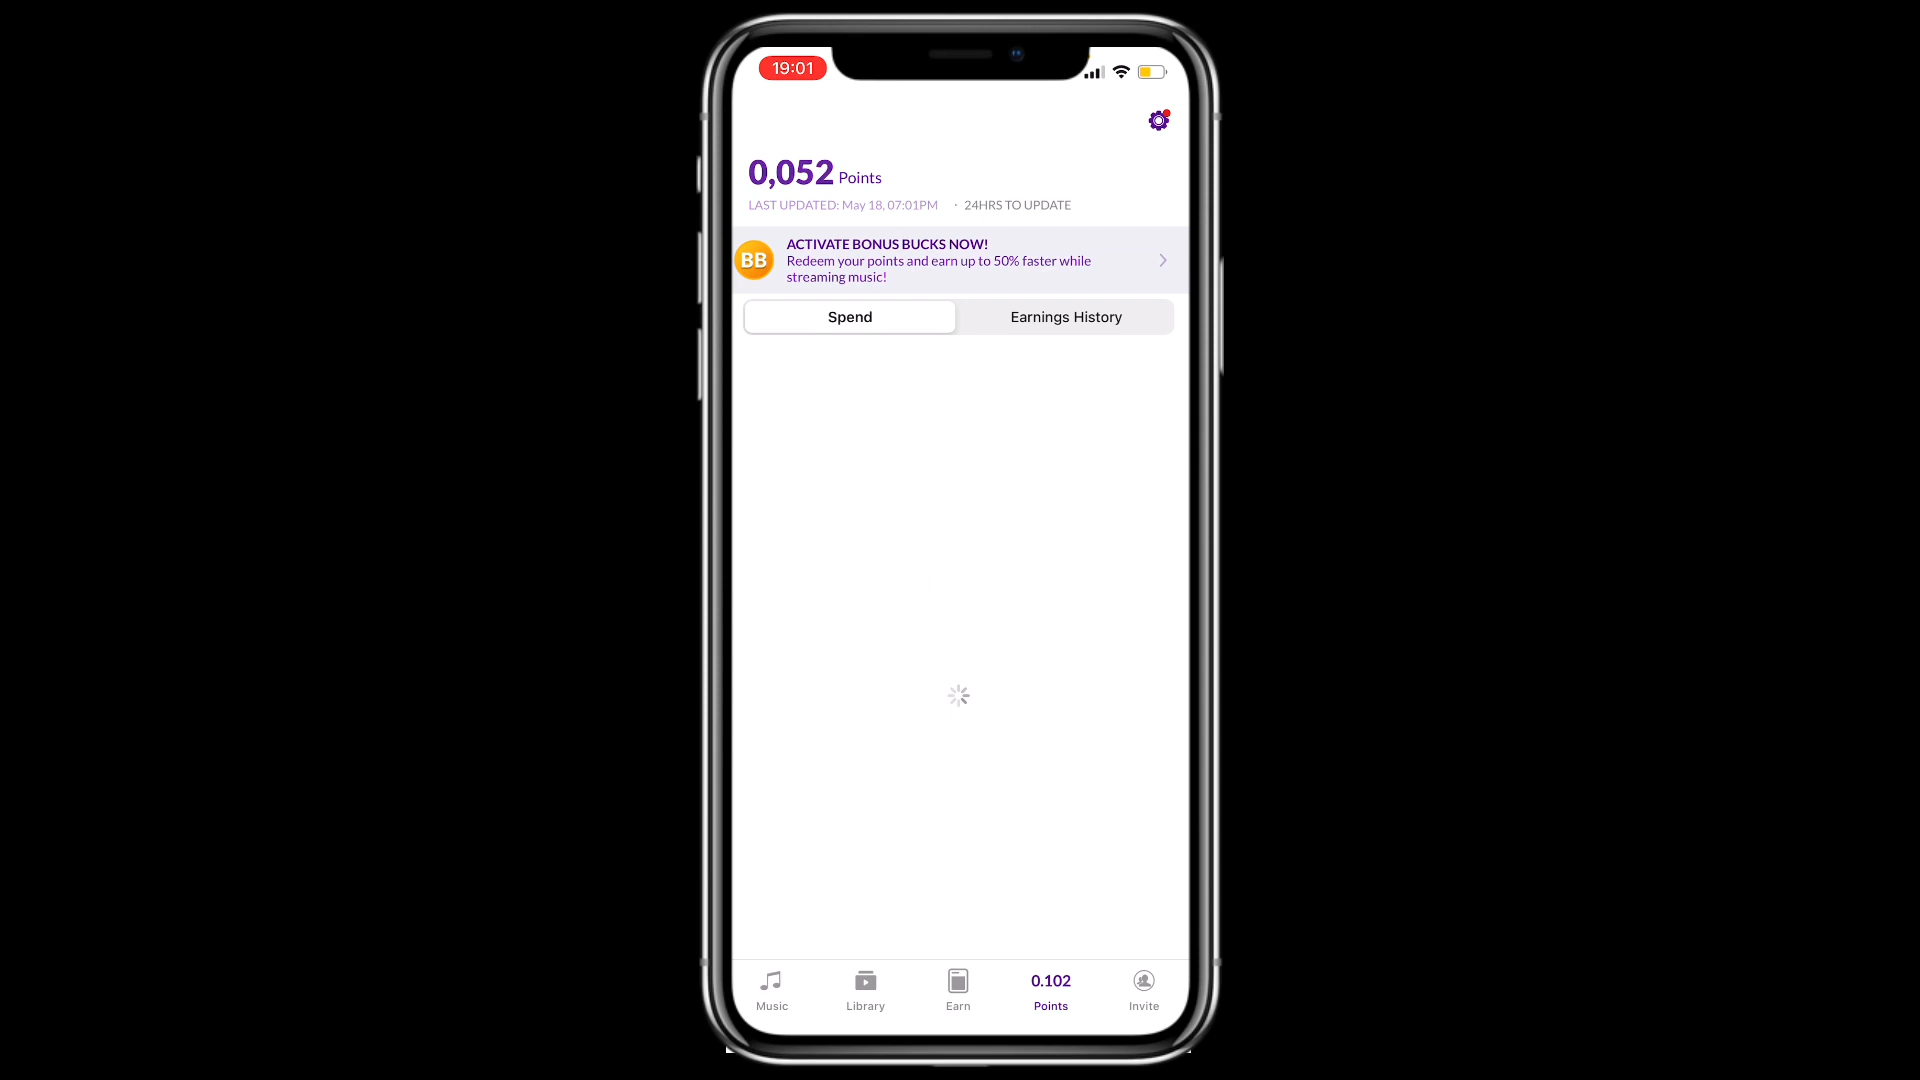 19:01
0,052 Points
LAST UPDATED: May 18, 07:01PM · 24HRS TO UPDATE
BB
ACTIVATE BONUS BUCKS NOW!
Redeem your points and earn up to 50% faster while
streaming music!
Spend
Earnings History
0.102
Music
Library
Earn
Points
Invite